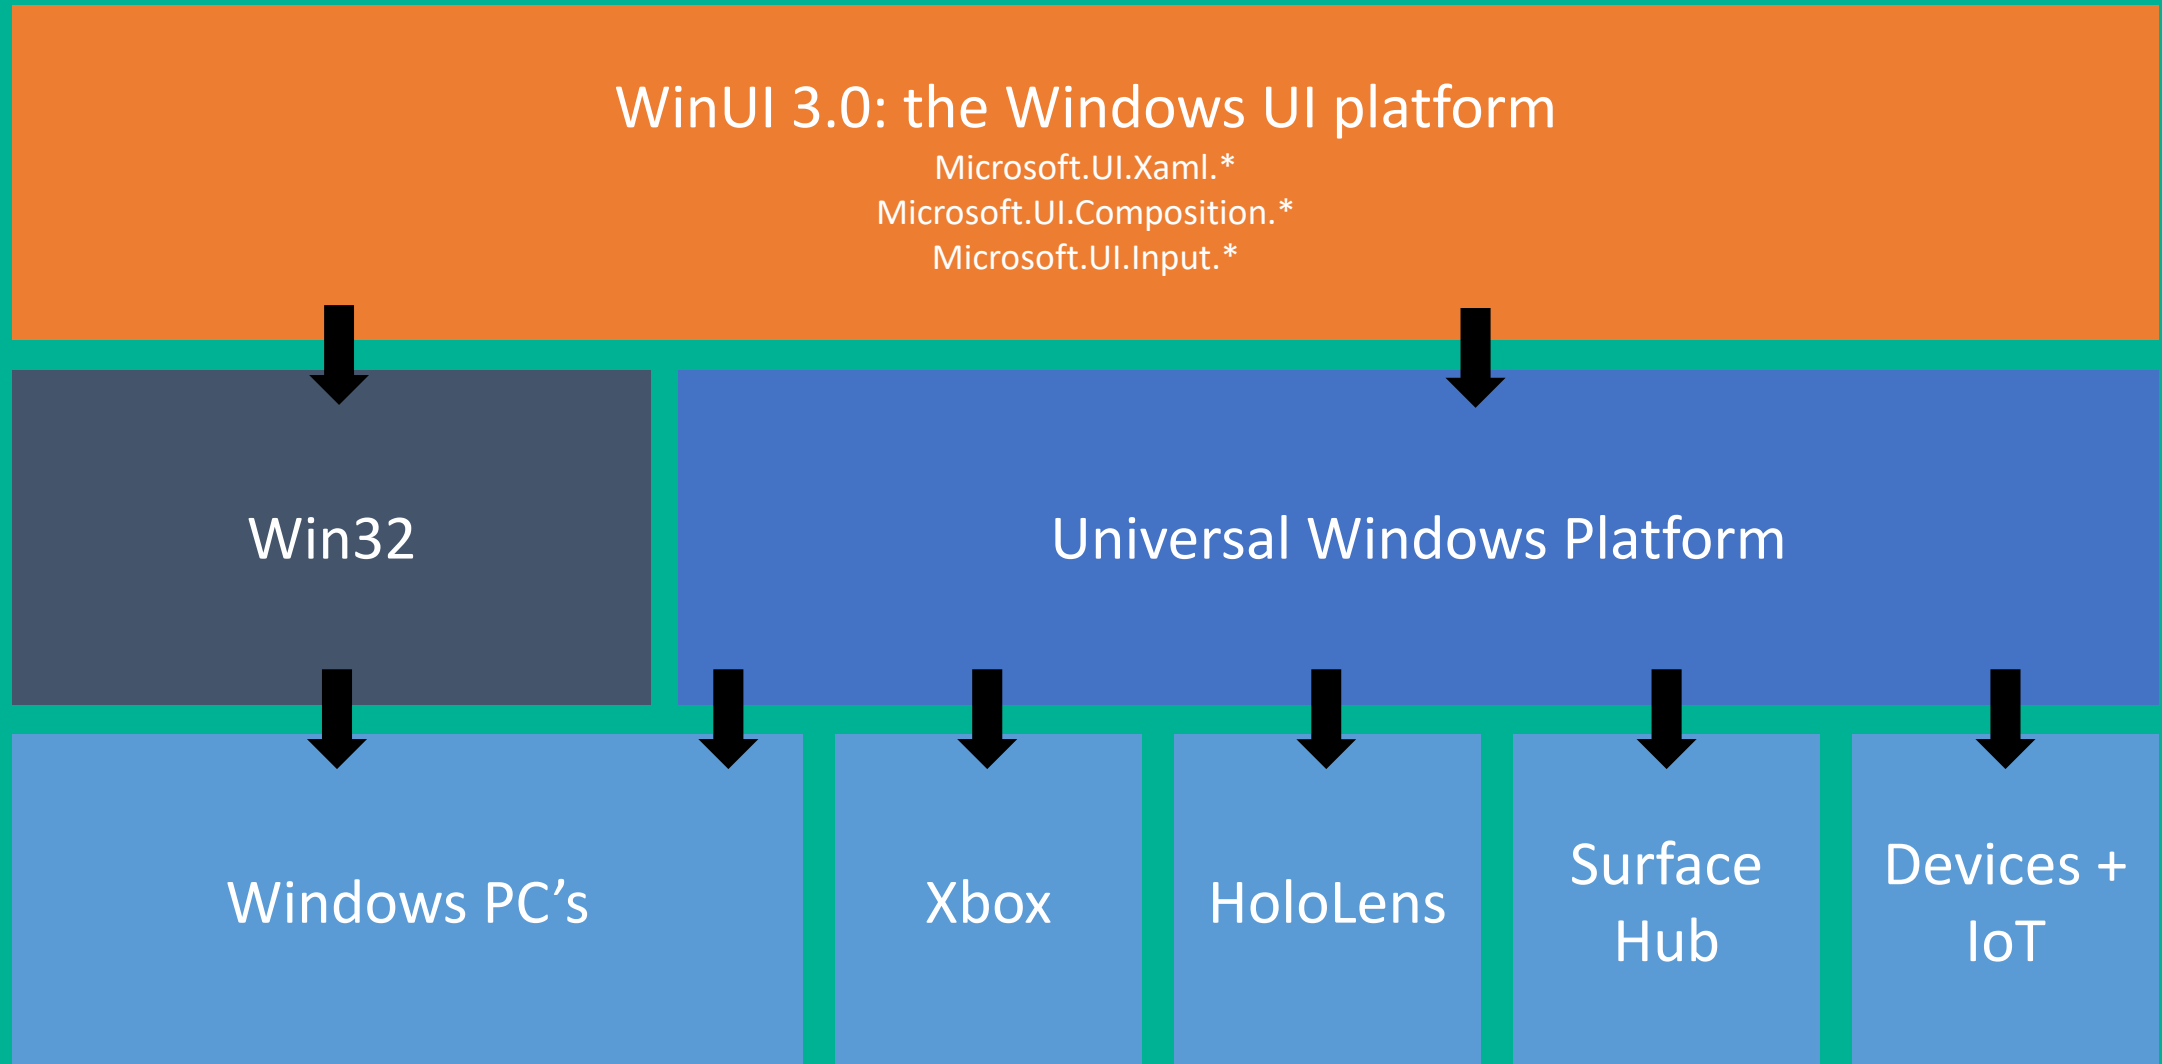 WinUI 3.0: the Windows UI platform
Microsoft.UI.Xaml.*
Microsoft.UI.Composition.*
Microsoft.UI.Input.*
Win32
Universal Windows Platform
Windows PC’s
Xbox
HoloLens
Surface
Hub
Devices +
IoT